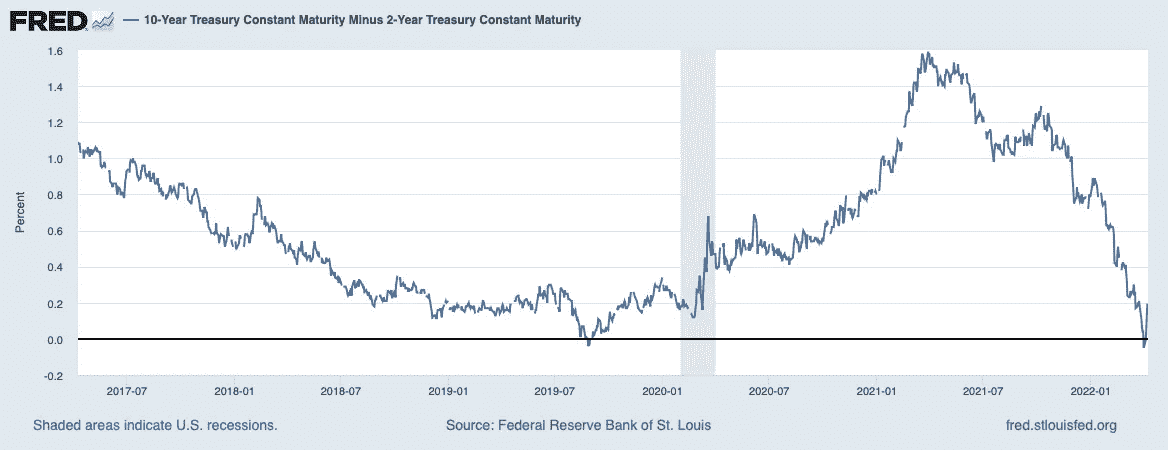 FRED 10-Year Treasury Constant Maturity Minus 2-Year Treasury Constant Maturity
Percent
1.6
1.4
1.2
1.0
0.8
0.6
0.4
0.2
0.0
-0.2
2017-07 2018-01 2018-07 2019-01 2019-07 2020-01 2020-07 2021-01 2021-07 2022-01
Shaded areas indicate U.S. recessions. Source: Federal Reserve Bank of St. Louis fred.stlouisfed.org